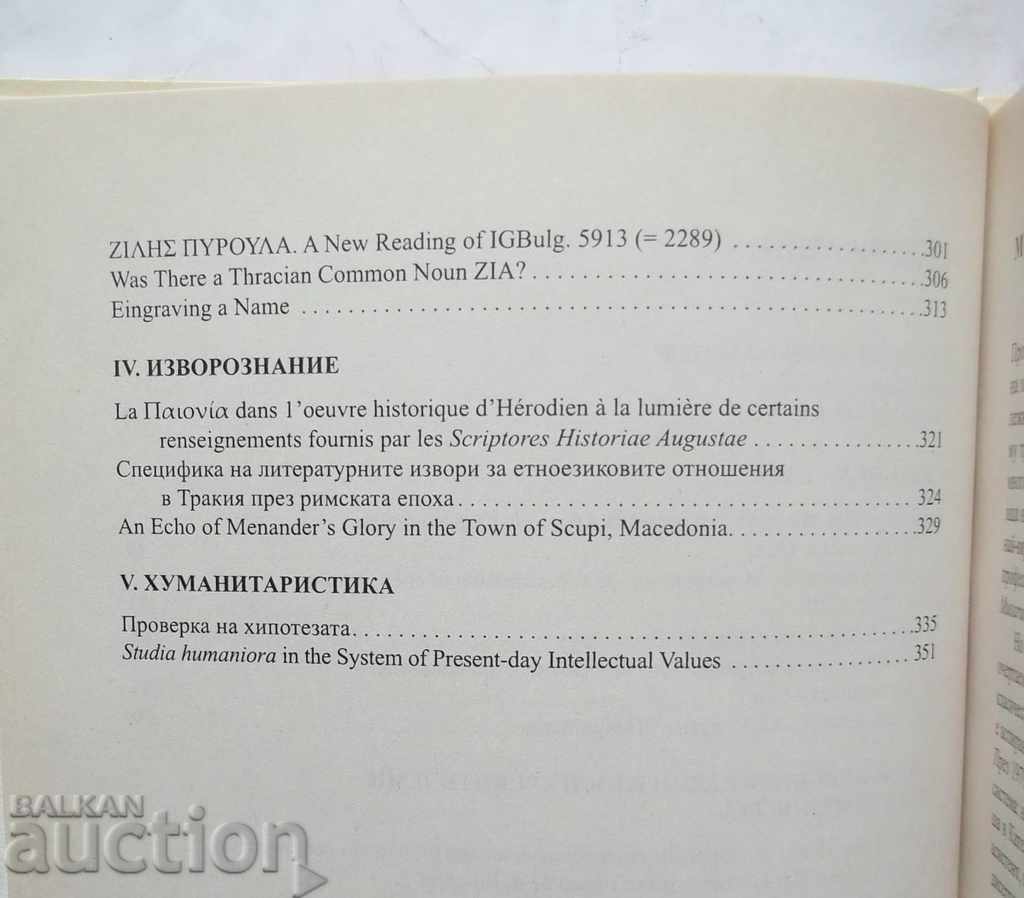 ΖΙΛΗΣ ΠΥΡΟΥΛΑ. A New Reading of IGBulg. 5913 (= 2289) ..................301
Was There a Thracian Common Noun ZIA? ..............................306
Eingraving a Name ..........................................313
IV. ИЗВОРОЗНАНИЕ
La Παιονία dans l'oeuvre historique d'Hérodien à la lumière de certains
renseignements fournis par les Scriptores Historiae Augustae ................321
Специфика на литературните извори за етноезиковите отношения
в Тракия през римската епоха................................324
An Echo of Menander's Glory in the Town of Scupi, Macedonia..................329
V. ХУМАНИТАРИСТИКА
Проверка на хипотезата.......................................335
Studia humaniora in the System of Present-day Intellectual Values .................351
BALKAN
auction